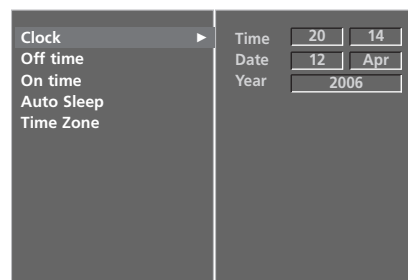 Clock ►
Off time
On time
Auto Sleep
Time Zone
Time 20 14
Date 12 Apr
Year 2006